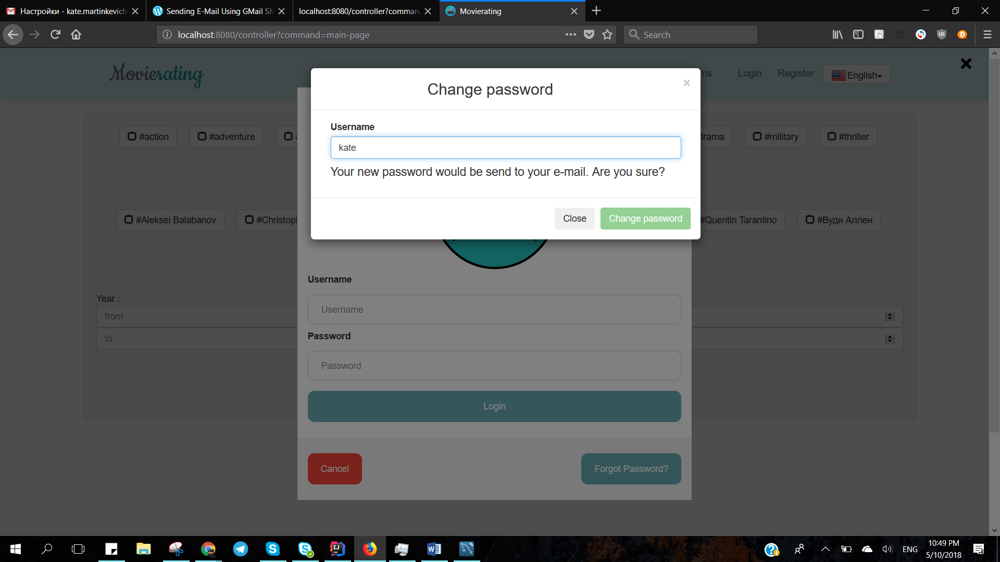 Настройки - kate.martinkevich
Sending E-Mail Using GMail SM
localhost:8080/controller?comman
Movierating
localhost:8080/controller?command=main-page
Search
Movierating
ms
Login
Register
English
Change password
×
Username
kate
Your new password would be send to your e-mail. Are you sure?
Close
Change password
#action
#adventure
#
drama
#military
#thriller
#Aleksei Balabanov
#Christoph
#Quentin Tarantino
#Вуди Аллен
Year :
from
to
Username
Username
Password
Password
Login
Cancel
Forgot Password?
ENG
10:49 PM
5/10/2018